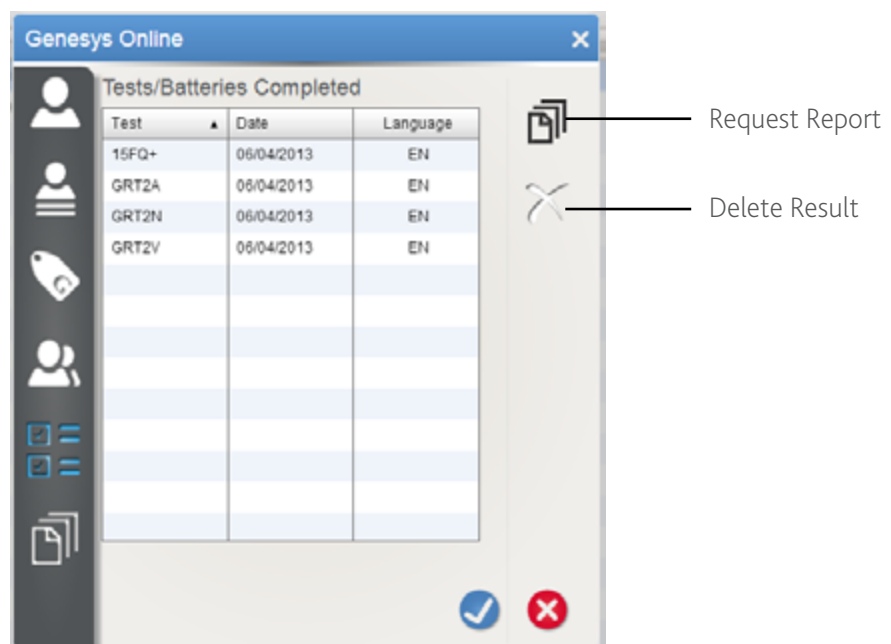 Genesys Online
Tests/Batteries Completed
Test Date Language
15FQ+ 06/04/2013 EN
GRT2A 06/04/2013 EN
GRT2N 06/04/2013 EN
GRT2V 06/04/2013 EN
Request Report
Delete Result